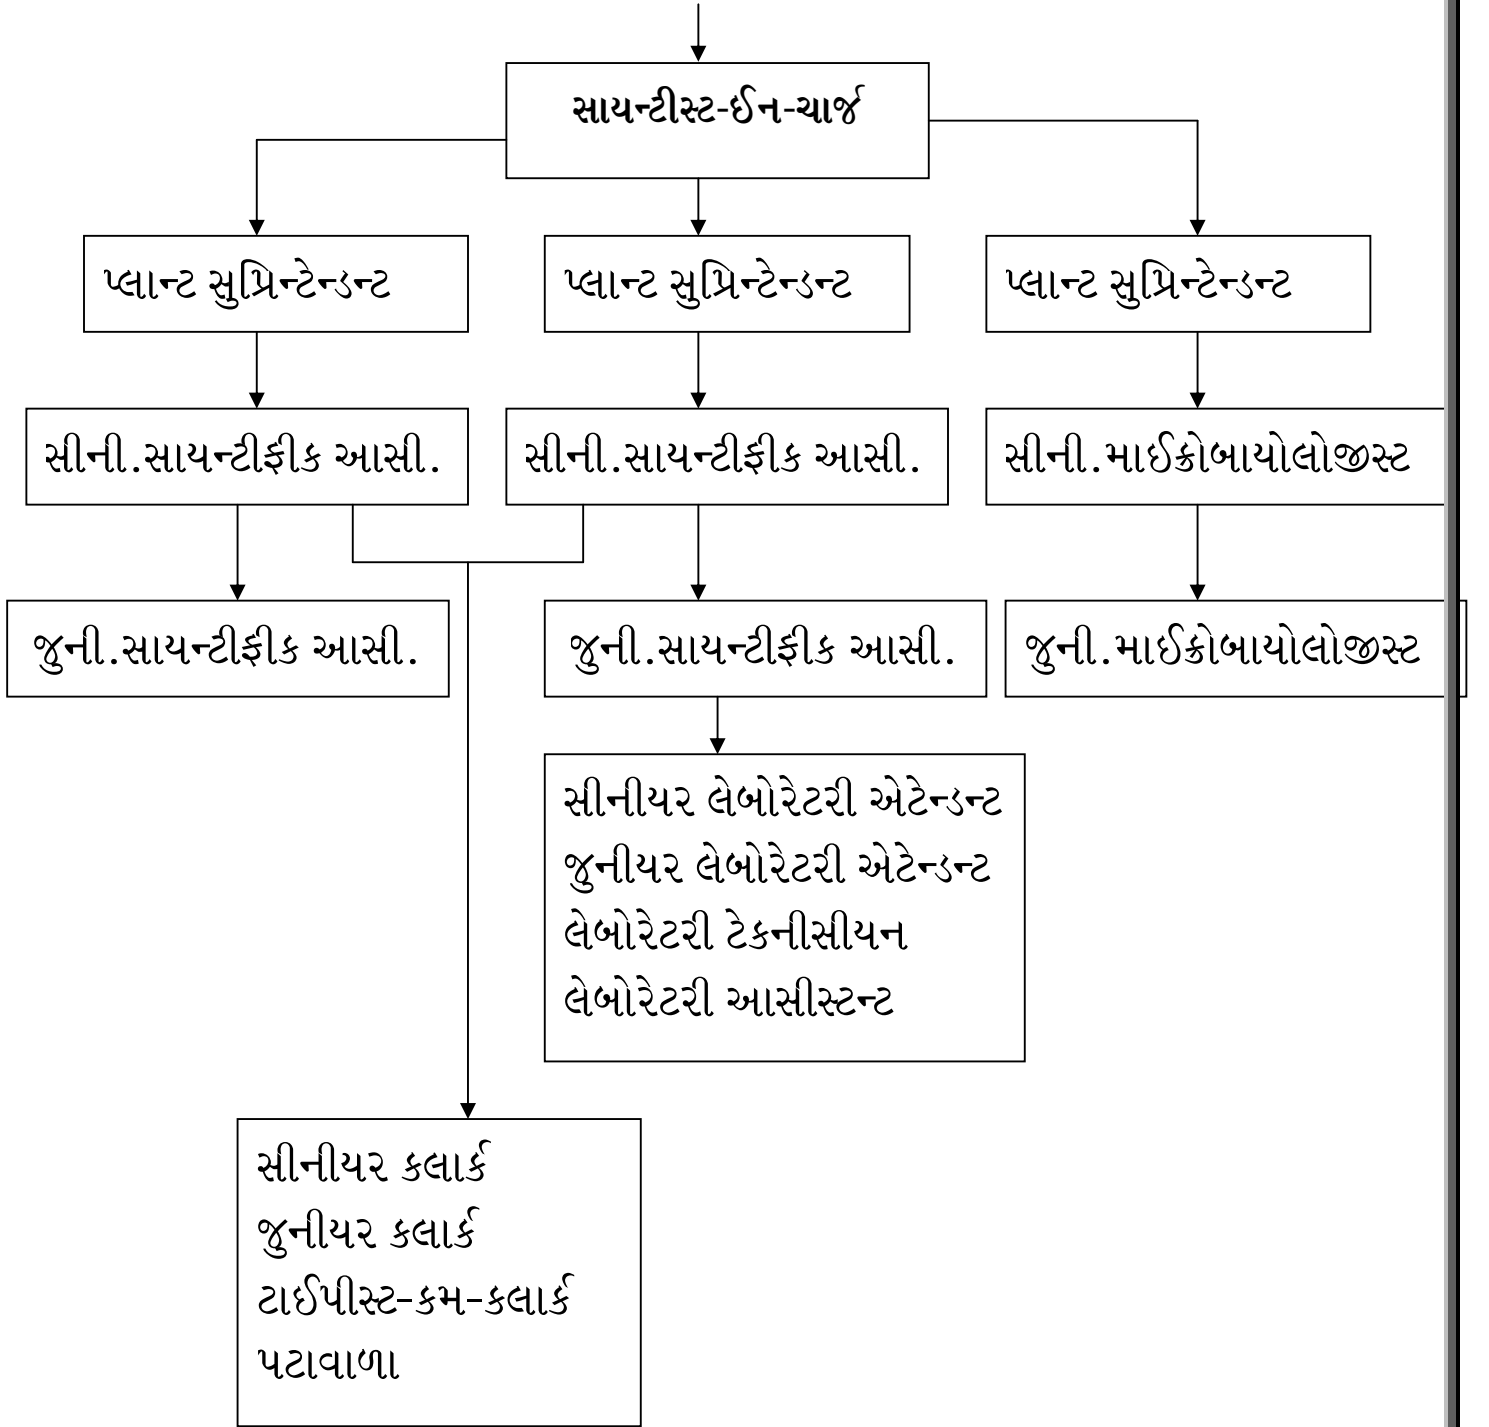 સાયન્ટીસ્ટ-ઈન-ચાર્જ
પ્લાન્ટ સુપ્રિન્ટેન્ડન્ટ
પ્લાન્ટ સુપ્રિન્ટેન્ડન્ટ
પ્લાન્ટ સુપ્રિન્ટેન્ડન્ટ
સીની.સાયન્ટીફીક આસી.
સીની.સાયન્ટીફીક આસી.
સીની.માઈક્રોબાયોલોજીસ્ટ
જુની.સાયન્ટીફીક આસી.
જુની.સાયન્ટીફીક આસી.
જુની.માઈક્રોબાયોલોજીસ્ટ
સીનીયર લેબોરેટરી એટેન્ડન્ટ
જુનીયર લેબોરેટરી એટેન્ડન્ટ
લેબોરેટરી ટેકનીસીયન
લેબોરેટરી આસીસ્ટન્ટ
સીનીયર કલાર્ક
જુનીયર કલાર્ક
ટાઈપીસ્ટ-કમ-કલાર્ક
પટાવાળા